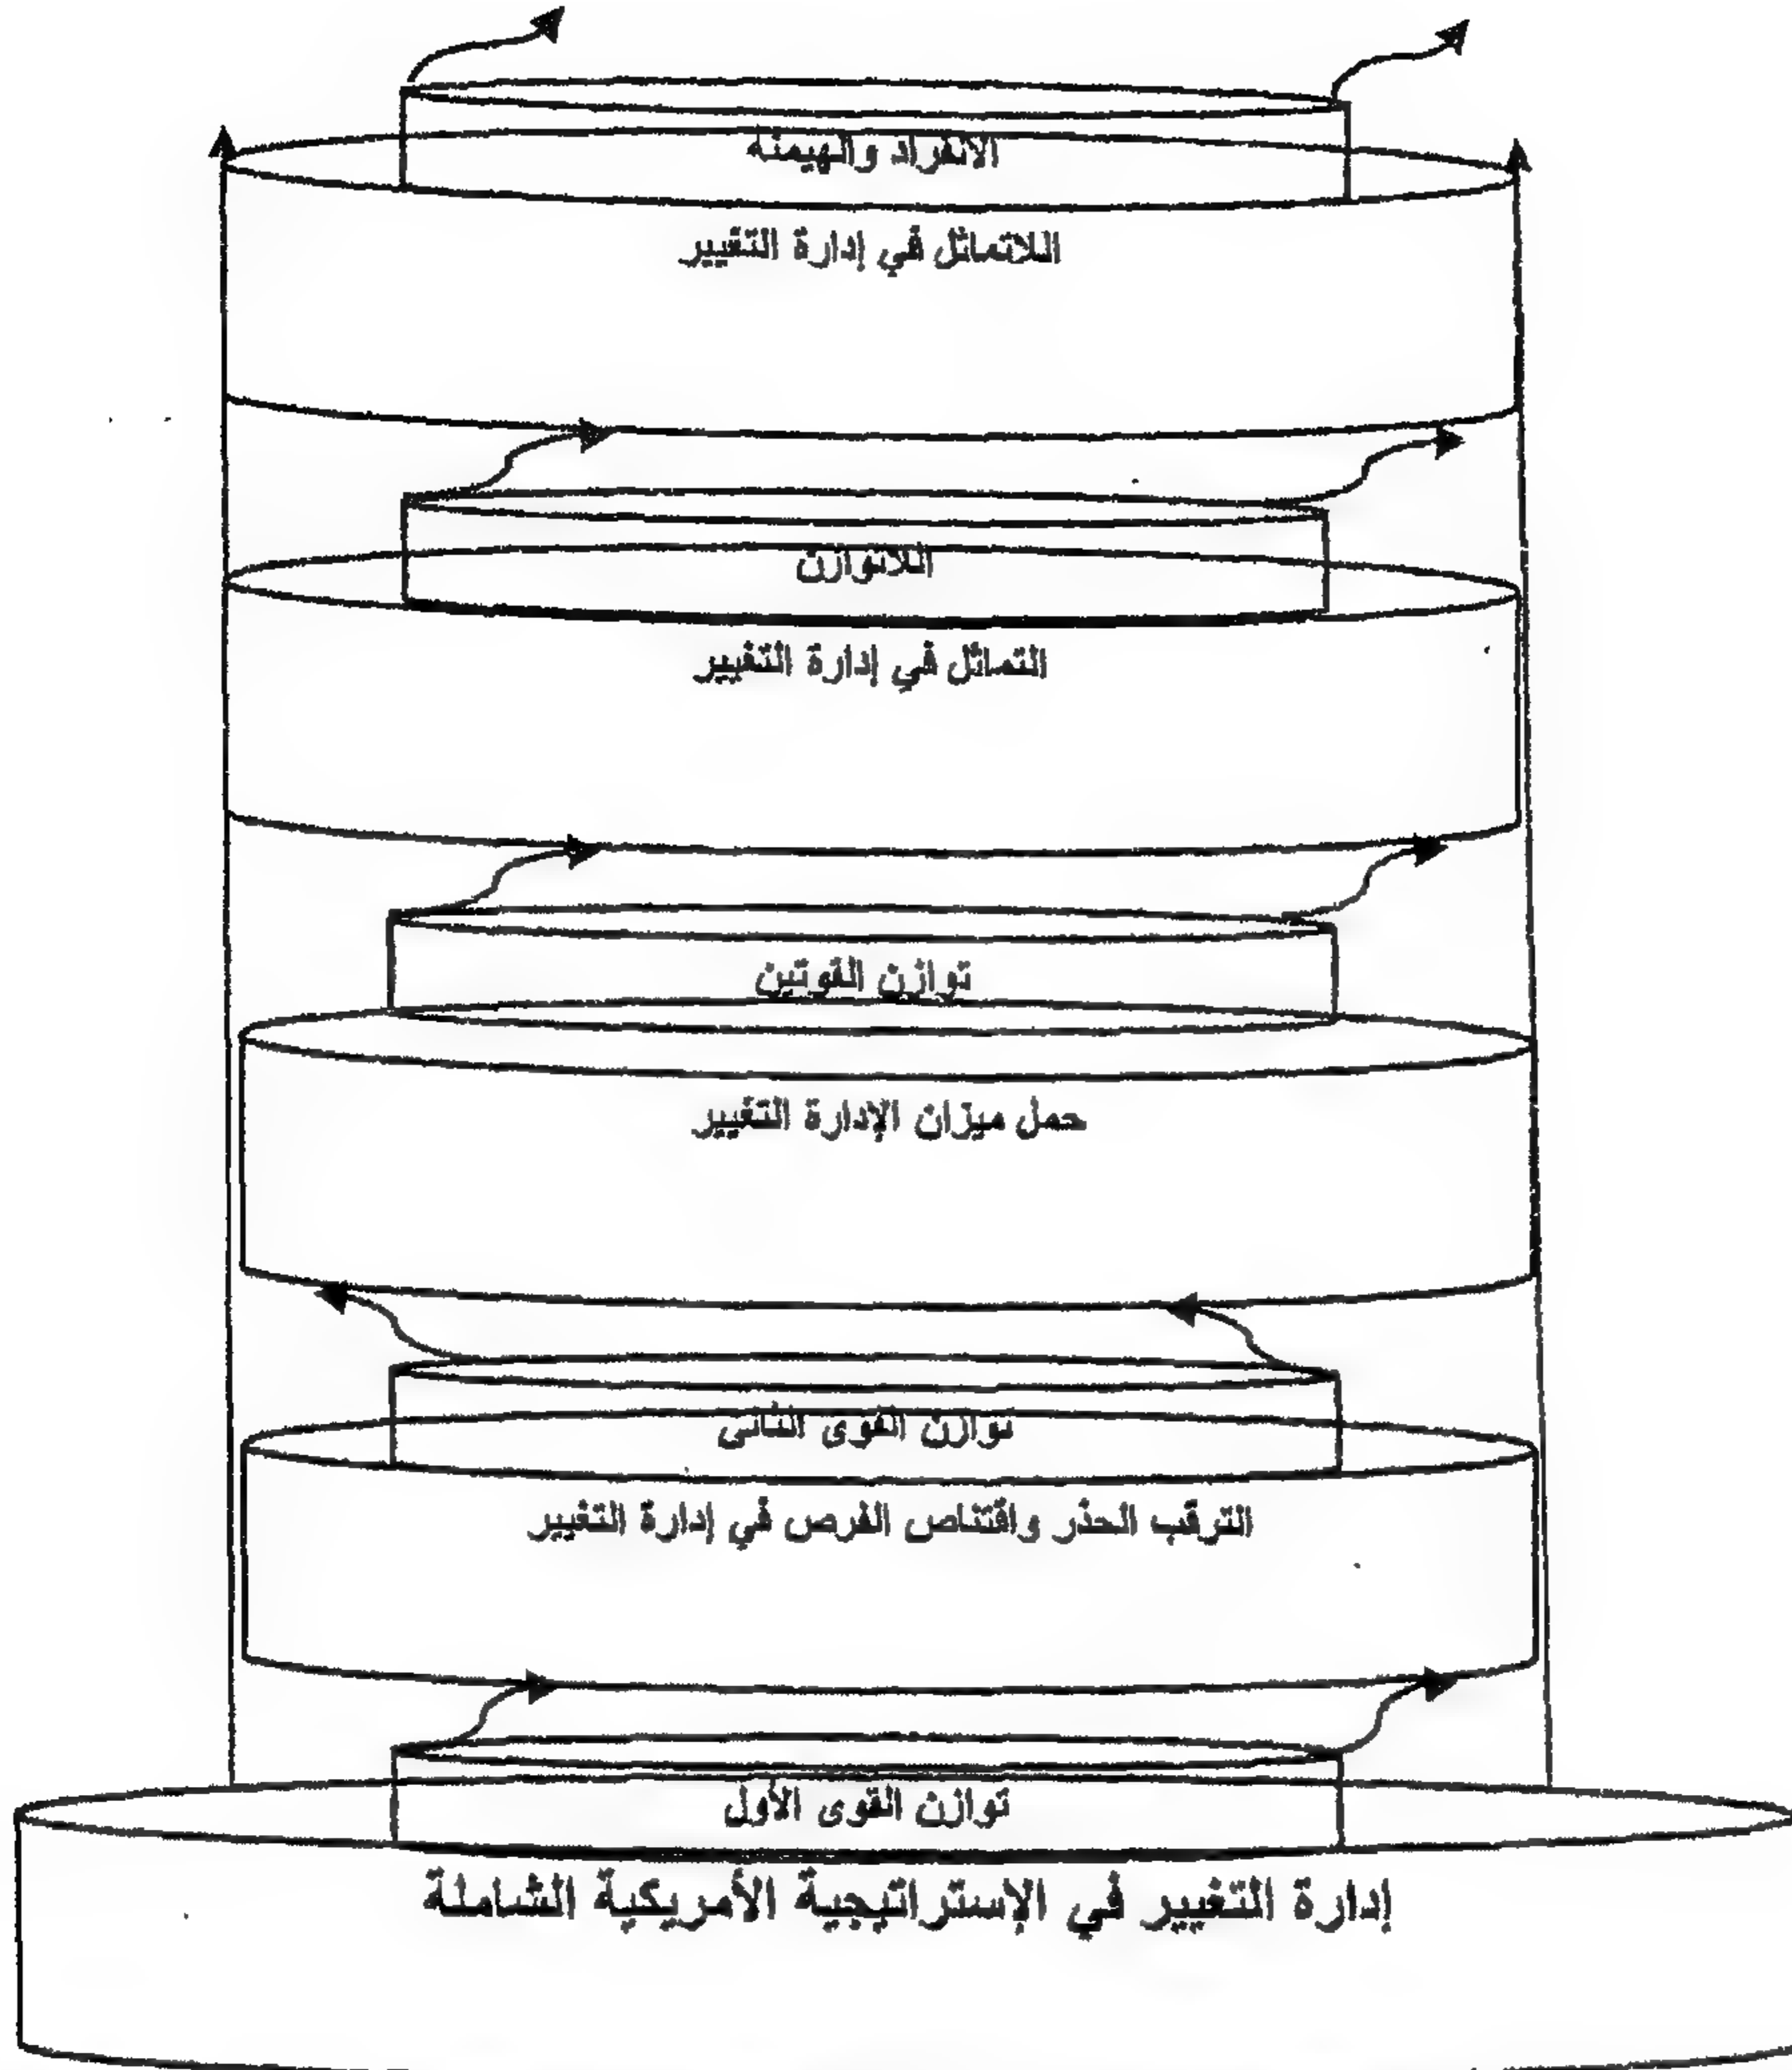 الانفراد والهيمنة
اللاتماثل في إدارة التغيير
اللاتوازن
التماثل في إدارة التغيير
توازن القوتين
حمل ميزان الإدارة التغيير
توازن القوى الثاني
الترقب الحذر واقتناص الفرص في إدارة التغيير
توازن القوى الأول
إدارة التغيير في الإستراتيجية الأمريكية الشاملة